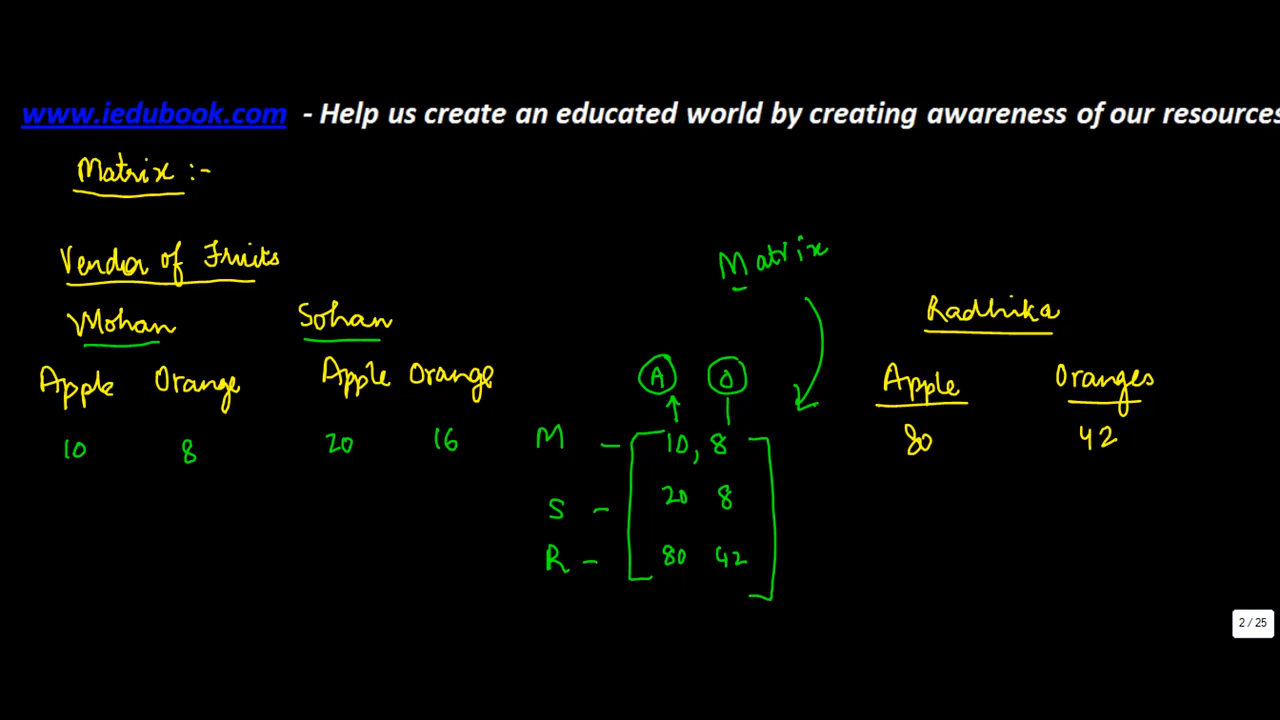 www.iedubook.com - Help us create an educated world by creating awareness of our resources
Matrix :-
Vendor of Fruits
Mohan Sohan
Apple Orange Apple Orange
10 8 20 16
Matrix
A O
M - 10, 8
S - 20 8
R - 80 42
Radhika
Apple Oranges
80 42
2 / 25